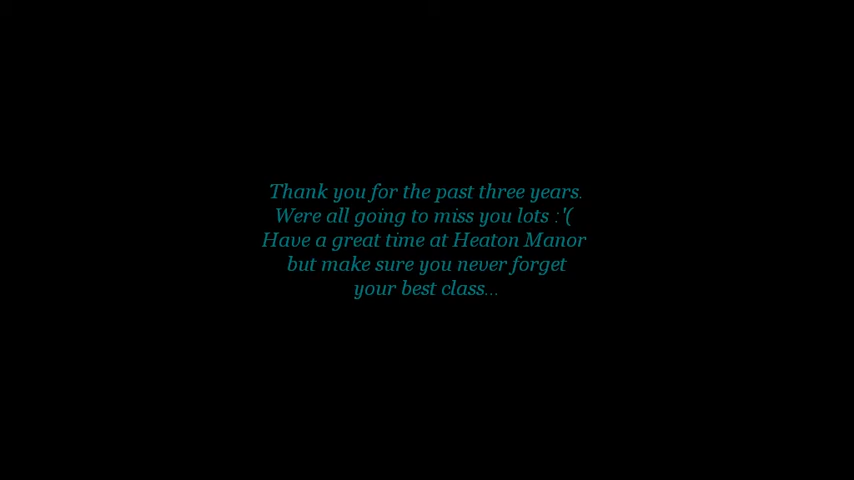 Thank you for the past three years.
Were all going to miss you lots :'(
Have a great time at Heaton Manor
but make sure you never forget
your best class...